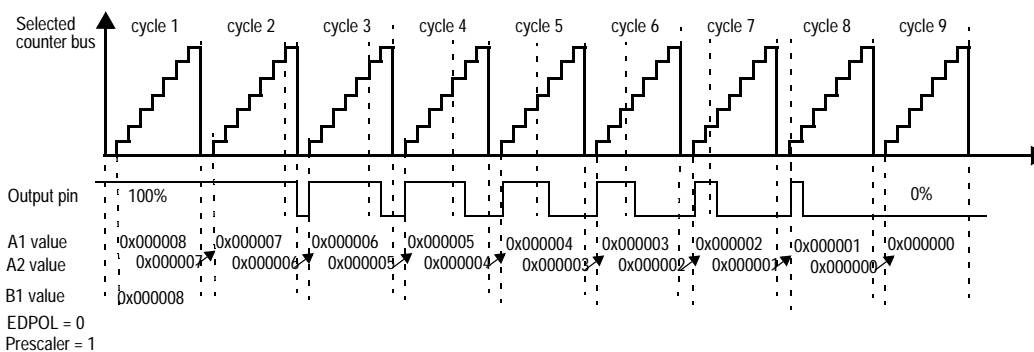 Selected
counter bus
cycle 1 cycle 2 cycle 3 cycle 4 cycle 5 cycle 6 cycle 7 cycle 8 cycle 9
Output pin 100% 0%
A1 value 0x000008 0x000007 0x000006 0x000005 0x000004 0x000003 0x000002 0x000001 0x000000
A2 value 0x000007 0x000006 0x000005 0x000004 0x000003 0x000002 0x000001 0x000000
B1 value 0x000008
EDPOL = 0
Prescaler = 1